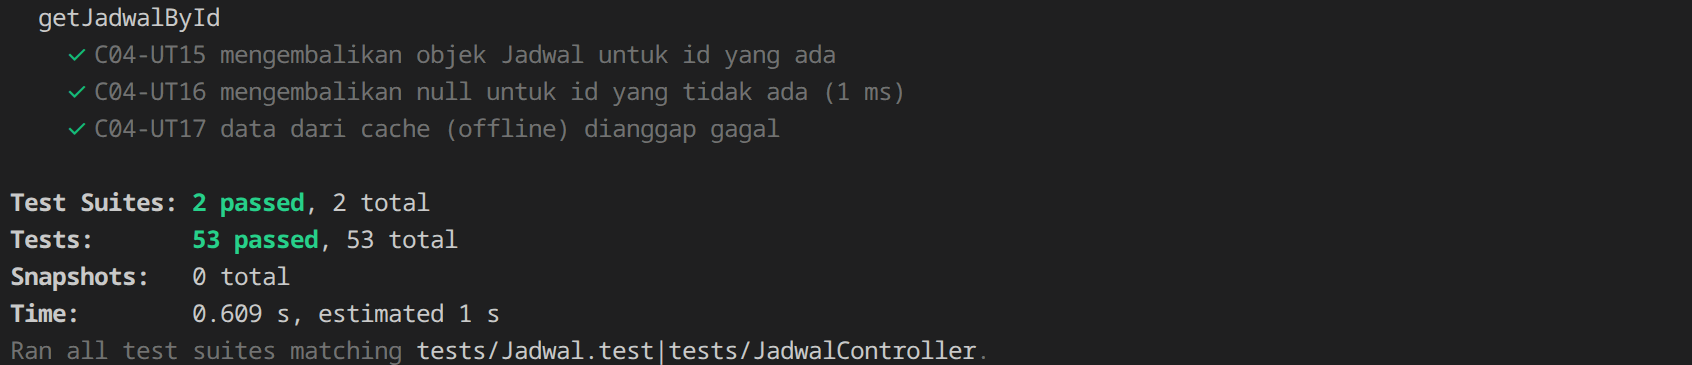 getJadwalById
✓ C04-UT15 mengembalikan objek Jadwal untuk id yang ada
✓ C04-UT16 mengembalikan null untuk id yang tidak ada (1 ms)
✓ C04-UT17 data dari cache (offline) dianggap gagal
Test Suites: 2 passed, 2 total
Tests: 53 passed, 53 total
Snapshots: 0 total
Time: 0.609 s, estimated 1 s
Ran all test suites matching tests/Jadwal.test|tests/JadwalController.